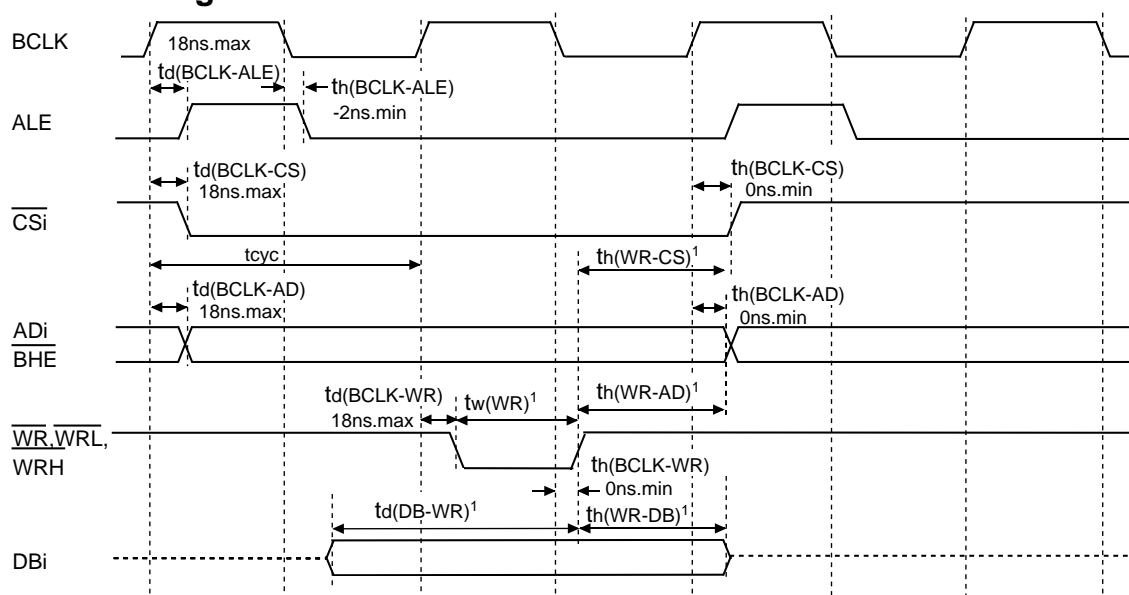 g
BCLK
18ns.max
td(BCLK-ALE)
th(BCLK-ALE)
-2ns.min
ALE
td(BCLK-CS)
18ns.max
th(BCLK-CS)
0ns.min
CSi
tcyc
th(WR-CS)1
td(BCLK-AD)
18ns.max
th(BCLK-AD)
0ns.min
ADi
BHE
td(BCLK-WR)
18ns.max
tw(WR)1
th(WR-AD)1
WR,WRL,
WRH
th(BCLK-WR)
0ns.min
td(DB-WR)1
th(WR-DB)1
DBi